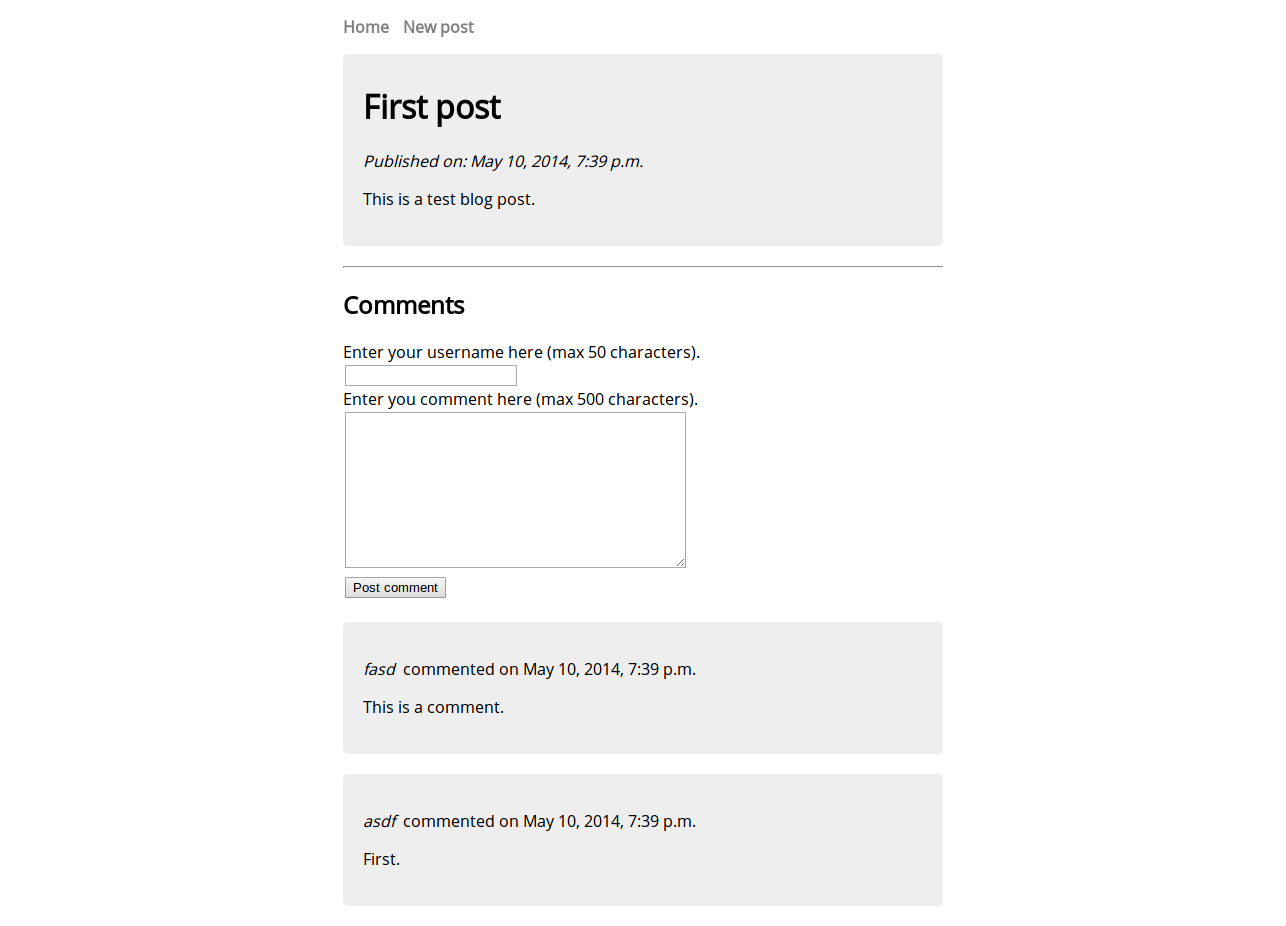 Home New post
First post
Published on: May 10, 2014, 7:39 p.m.
This is a test blog post.
Comments
Enter your username here (max 50 characters).
Enter you comment here (max 500 characters).
Post comment
fasd commented on May 10, 2014, 7:39 p.m.
This is a comment.
asdf commented on May 10, 2014, 7:39 p.m.
First.